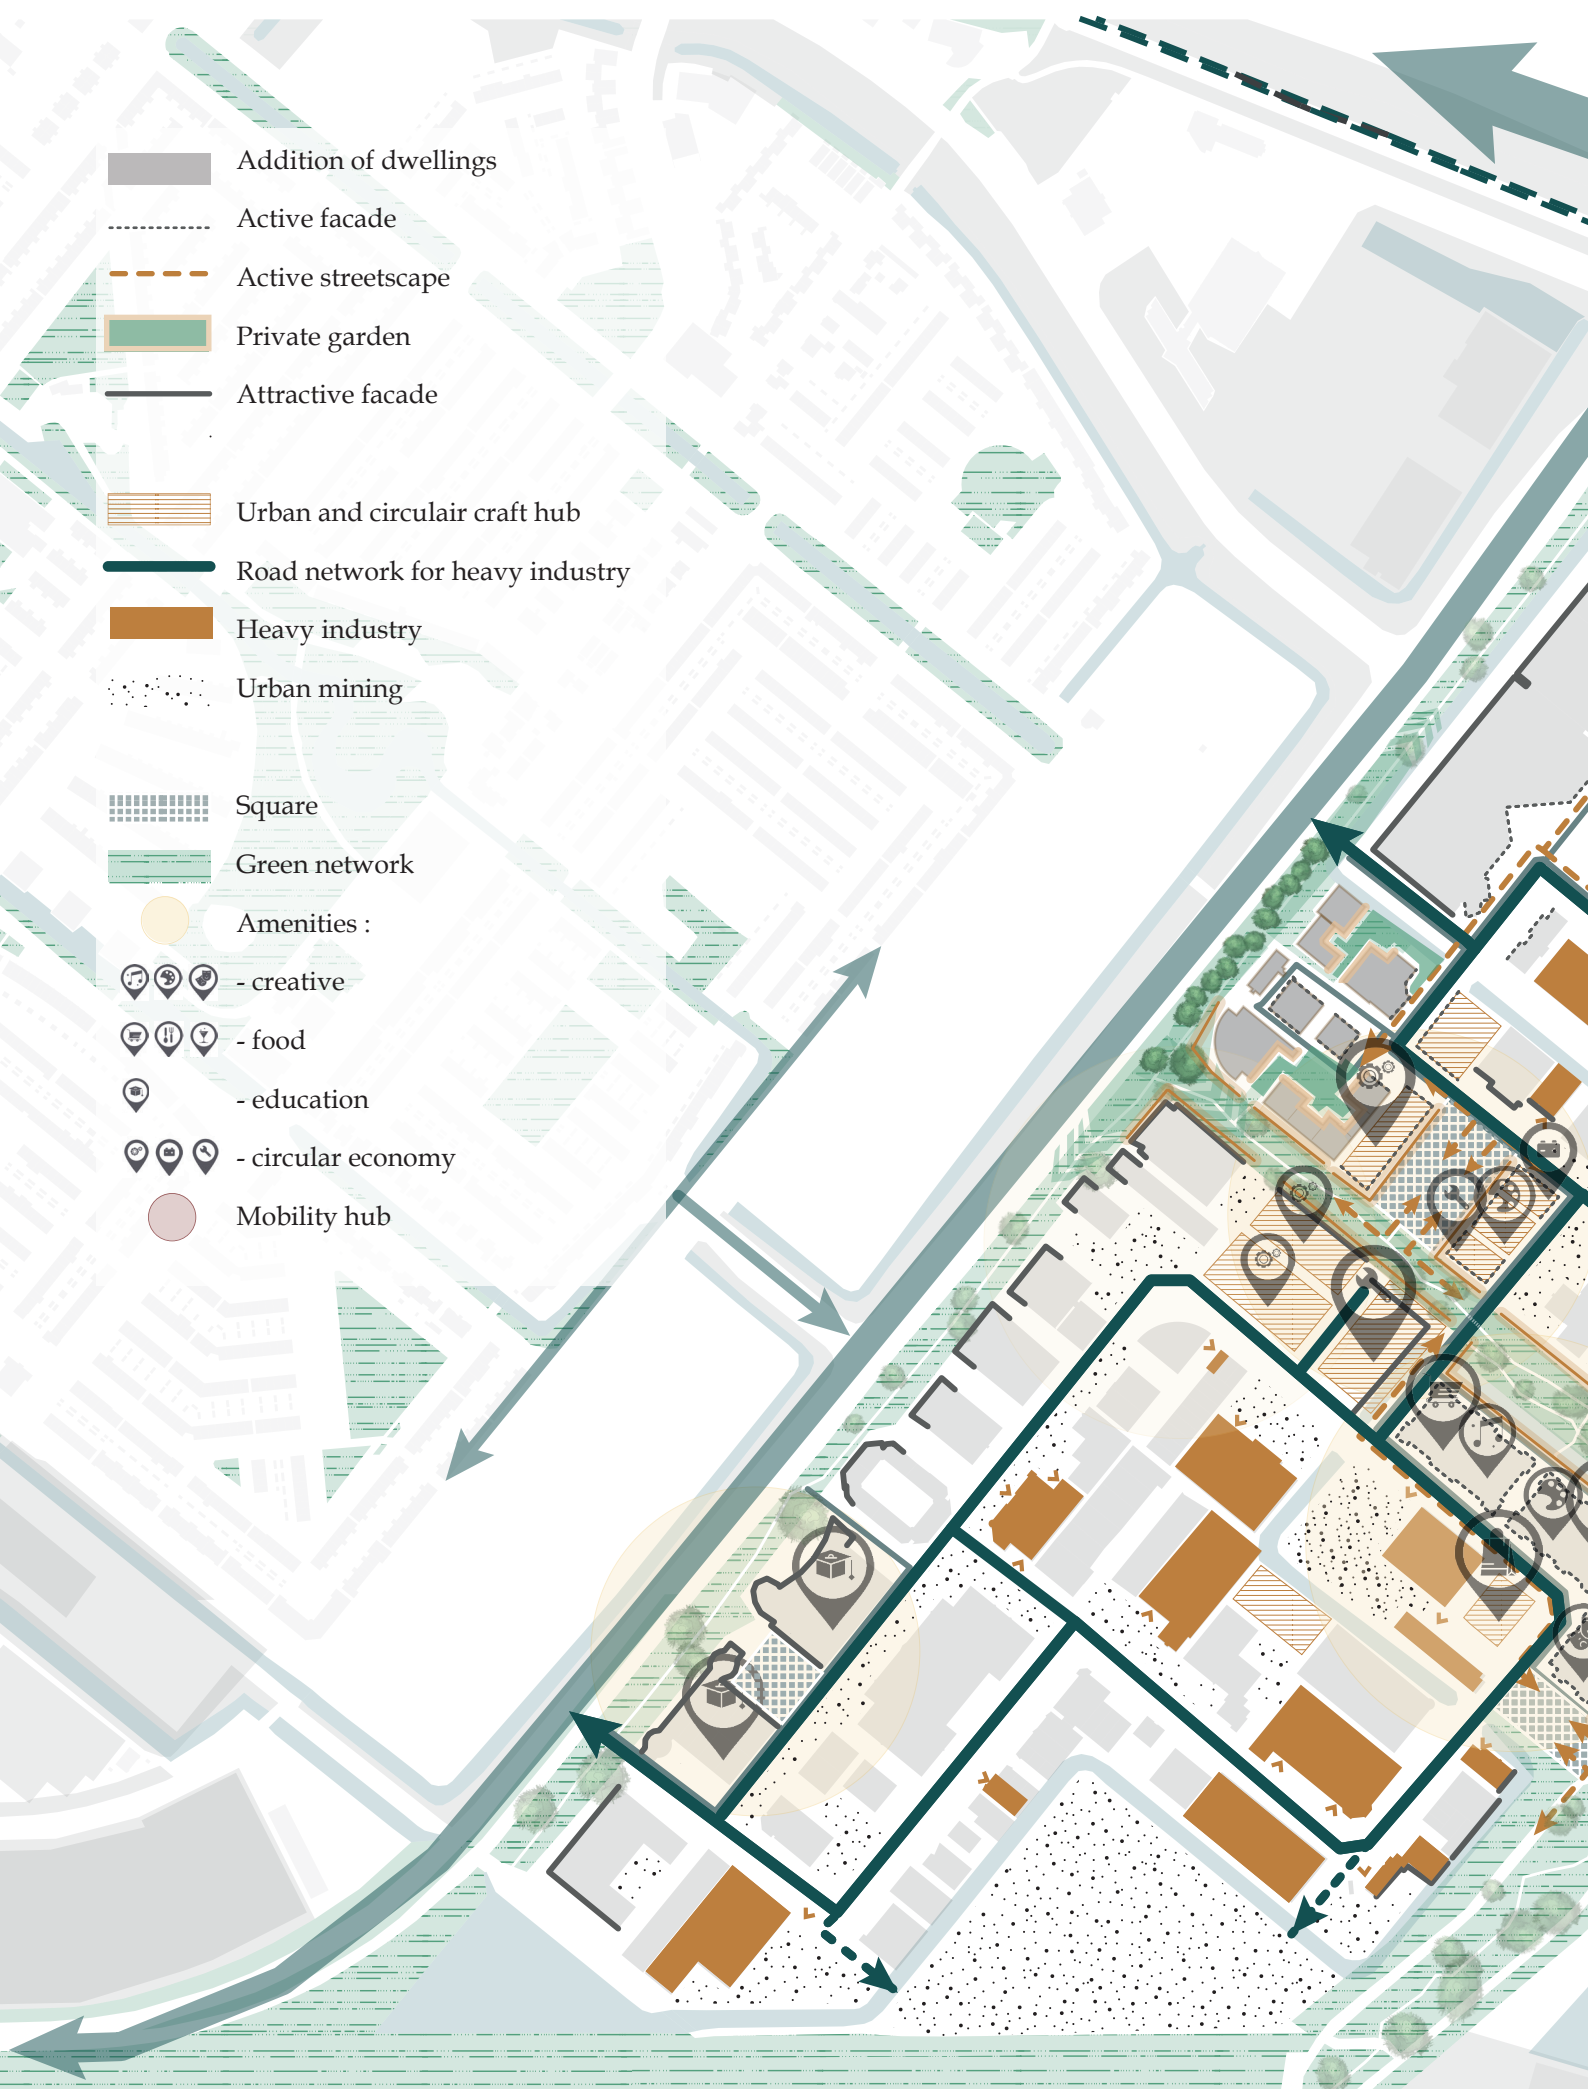 Addition of dwellings
Active facade
Active streetscape
Private garden
Attractive facade
Urban and circulair craft hub
Road network for heavy industry
Heavy industry
Urban mining
Square
Green network
Amenities :
- creative
- food
- education
- circular economy
Mobility hub